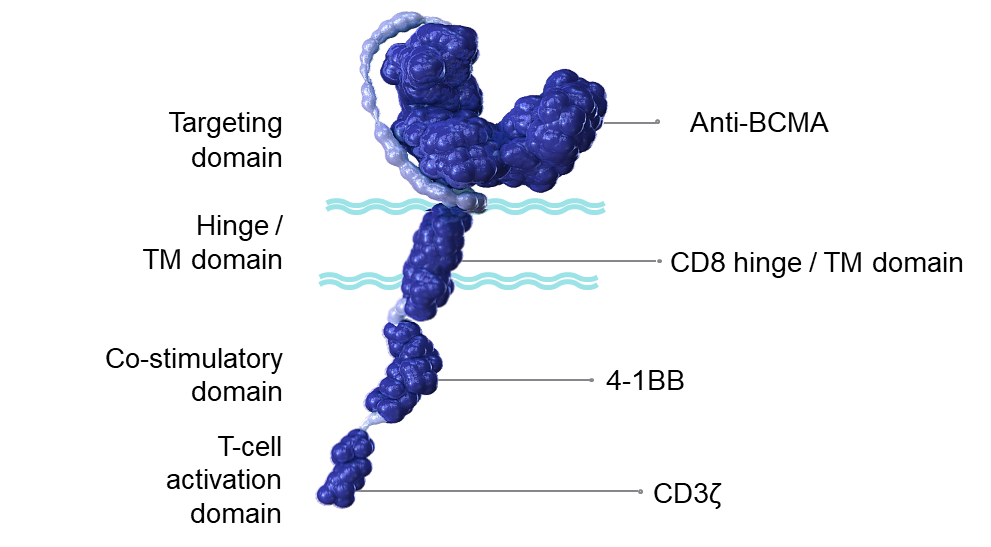 Targeting
domain
Anti-BCMA
Hinge /
TM domain
CD8 hinge / TM domain
Co-stimulatory
domain
4-1BB
T-cell
activation
domain
CD3ζ